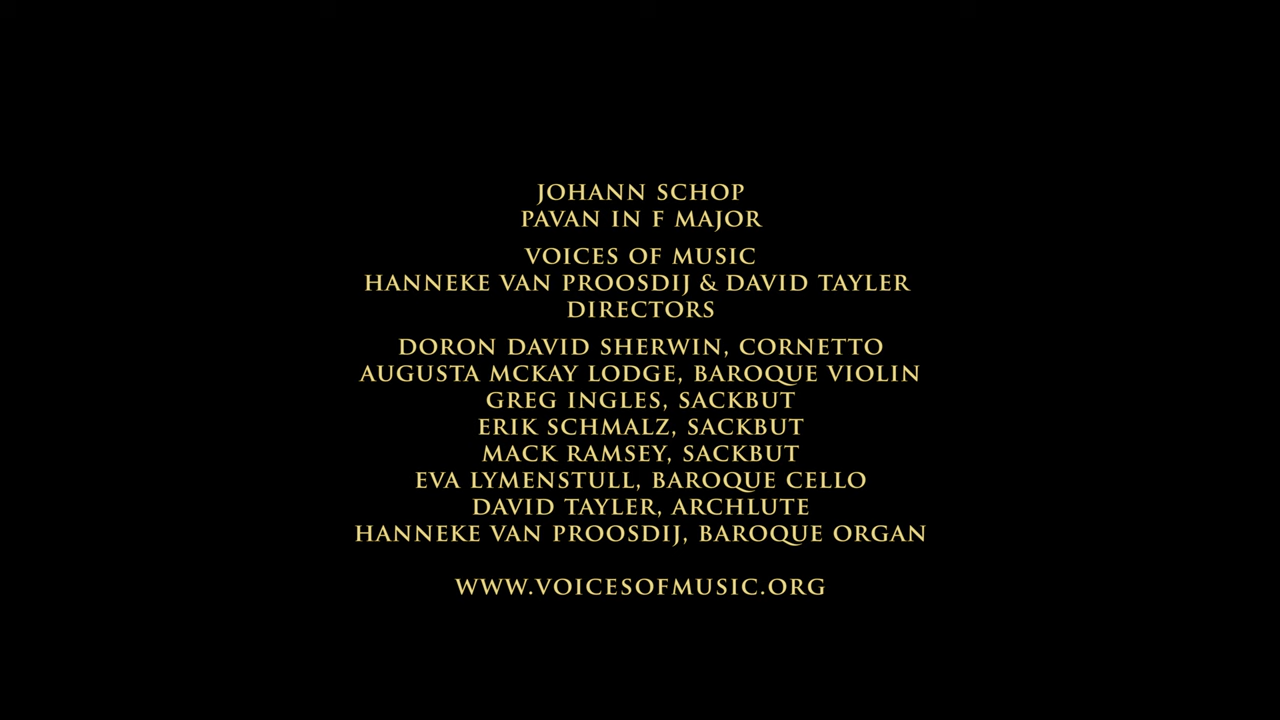 JOHANN SCHOP
PAVAN IN F MAJOR
VOICES OF MUSIC
HANNEKE VAN PROOSDIJ & DAVID TAYLER
DIRECTORS
DORON DAVID SHERWIN, CORNETTO
AUGUSTA MCKAY LODGE, BAROQUE VIOLIN
GREG INGLES, SACKBUT
ERIK SCHMALZ, SACKBUT
MACK RAMSEY, SACKBUT
EVA LYMENSTULL, BAROQUE CELLO
DAVID TAYLER, ARCHLUTE
HANNEKE VAN PROOSDIJ, BAROQUE ORGAN
WWW.VOICESOFMUSIC.ORG